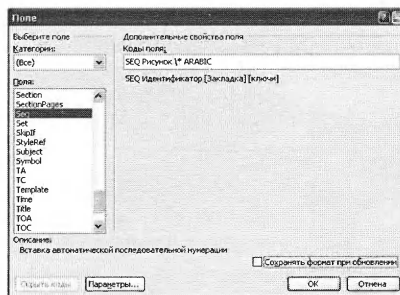 Поле
Выберите поле
Категории:
(Все)
Поля:
Section
SectionPages
Seq
Set
SkipIf
StyleRef
Subject
Symbol
TA
TC
Template
Time
Title
TOA
TOC
Дополнительные свойства поля
Коды поля:
SEQ Рисунок \* ARABIC
SEQ Идентификатор [Закладка] [ключи]
Описание:
Вставка автоматической последовательной нумерации
Сохранять формат при обновлении
Скрыть коды
Параметры...
ОК
Отмена